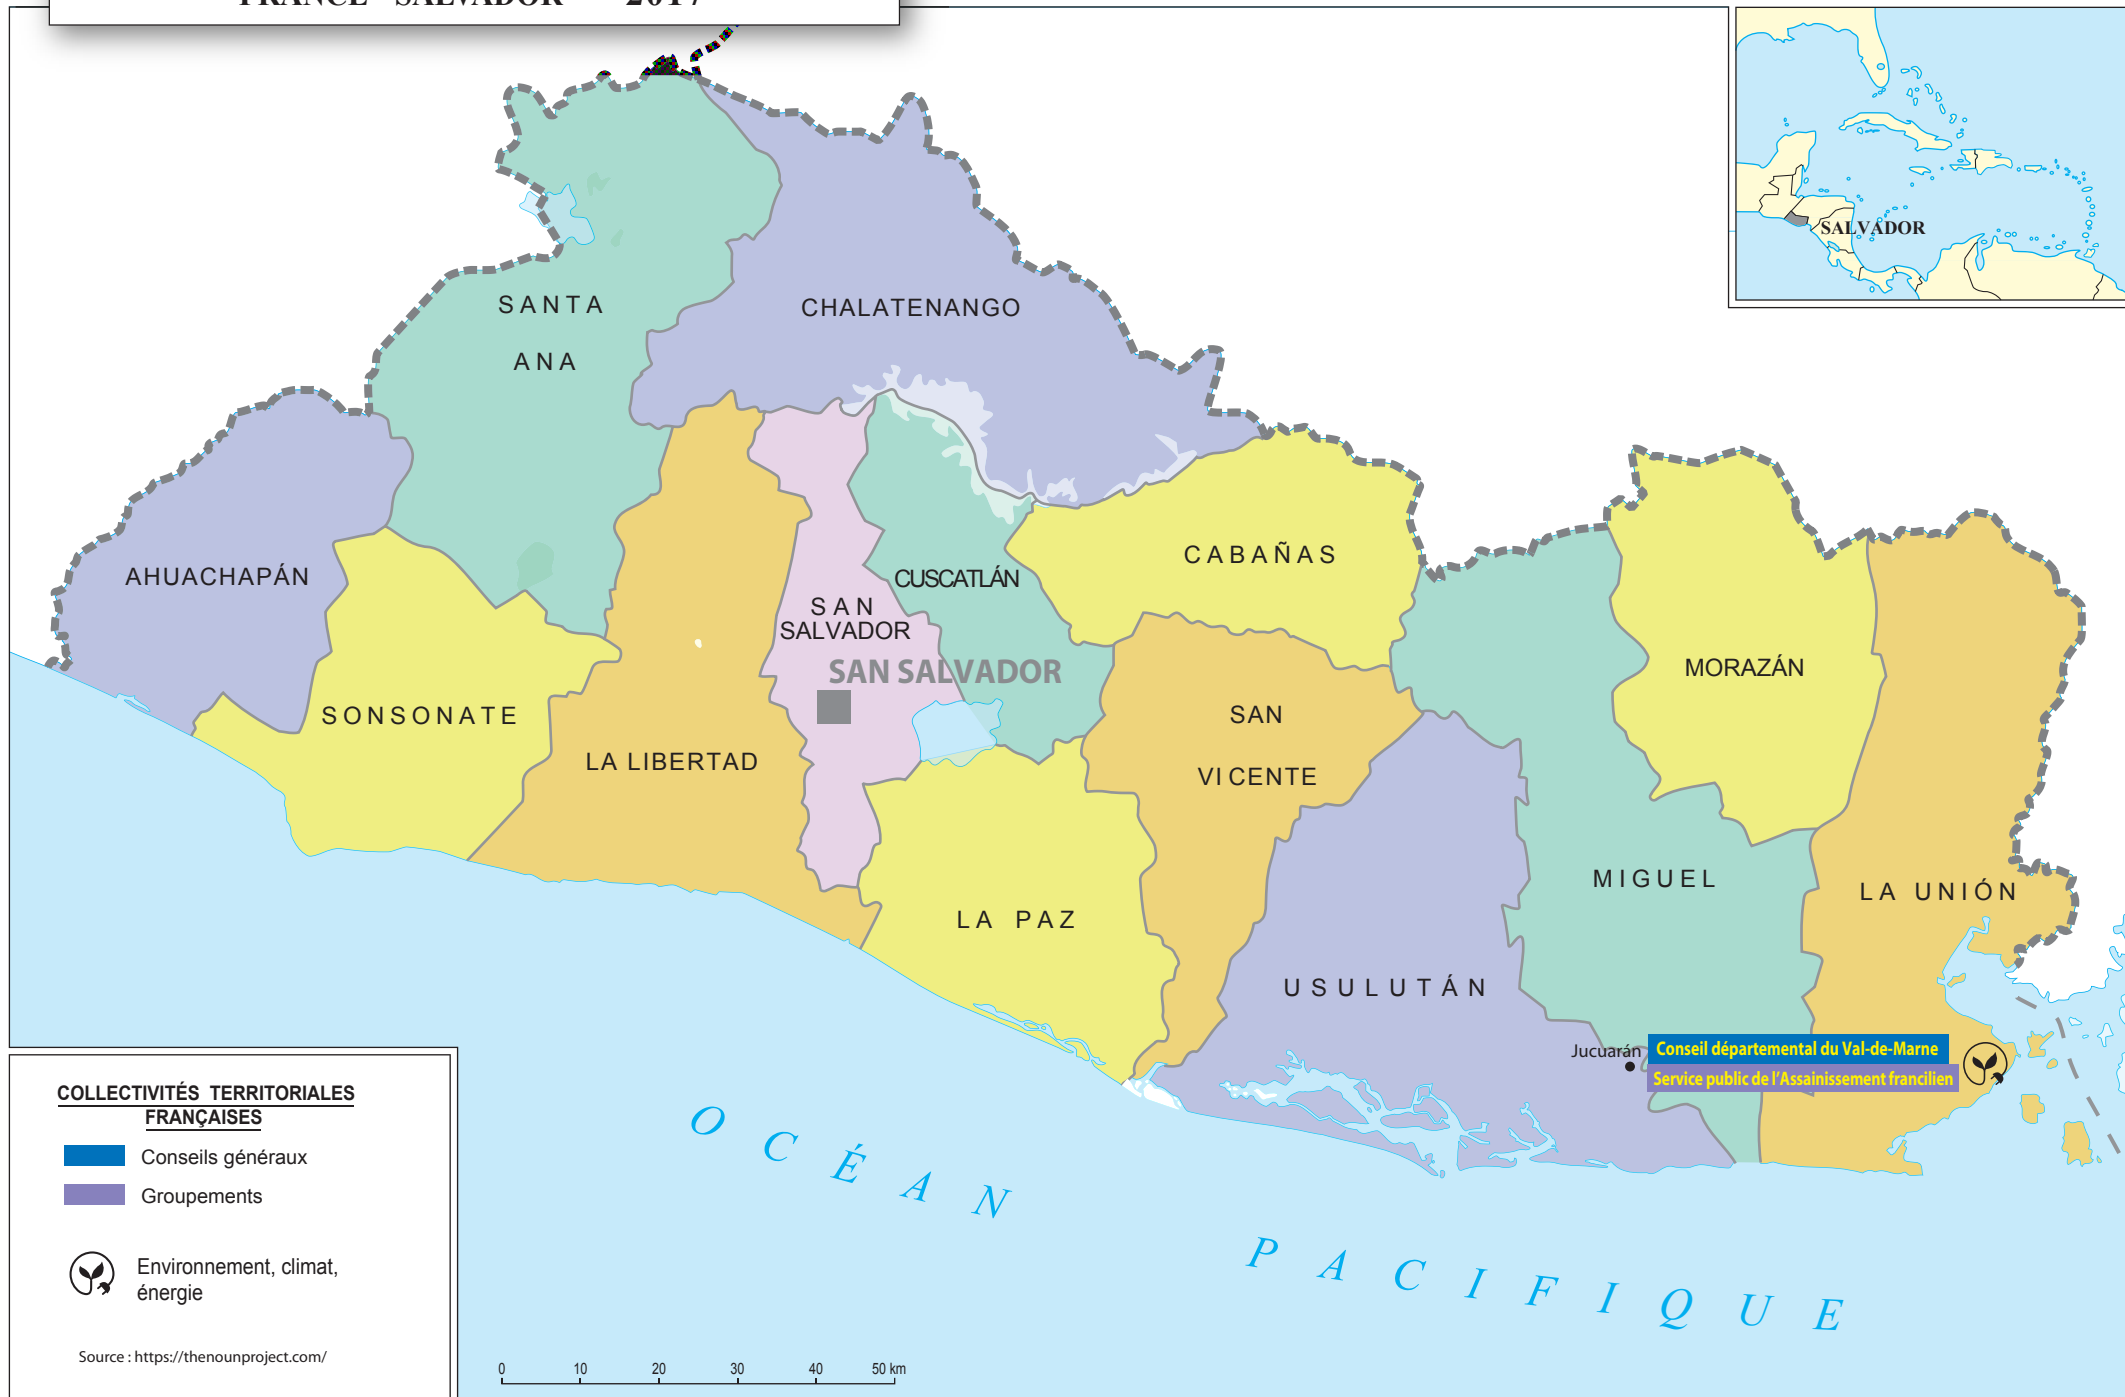 FRANCE - SALVADOR 2017
SALVADOR
SANTA
ANA
CHALATENANGO
AHUACHAPÁN
CABAÑAS
CUSCATLÁN
SAN
SALVADOR
SAN SALVADOR
MORAZÁN
SONSONATE
SAN
VICENTE
LA LIBERTAD
MIGUEL
LA UNIÓN
LA PAZ
USULUTÁN
Jucuarán
Conseil départemental du Val-de-Marne
Service public de l'Assainissement francilien
OCÉAN
PACIFIQUE
COLLECTIVITÉS TERRITORIALES
FRANÇAISES
Conseils généraux
Groupements
Environnement, climat,
énergie
Source : https://thenounproject.com/
0 10 20 30 40 50 km